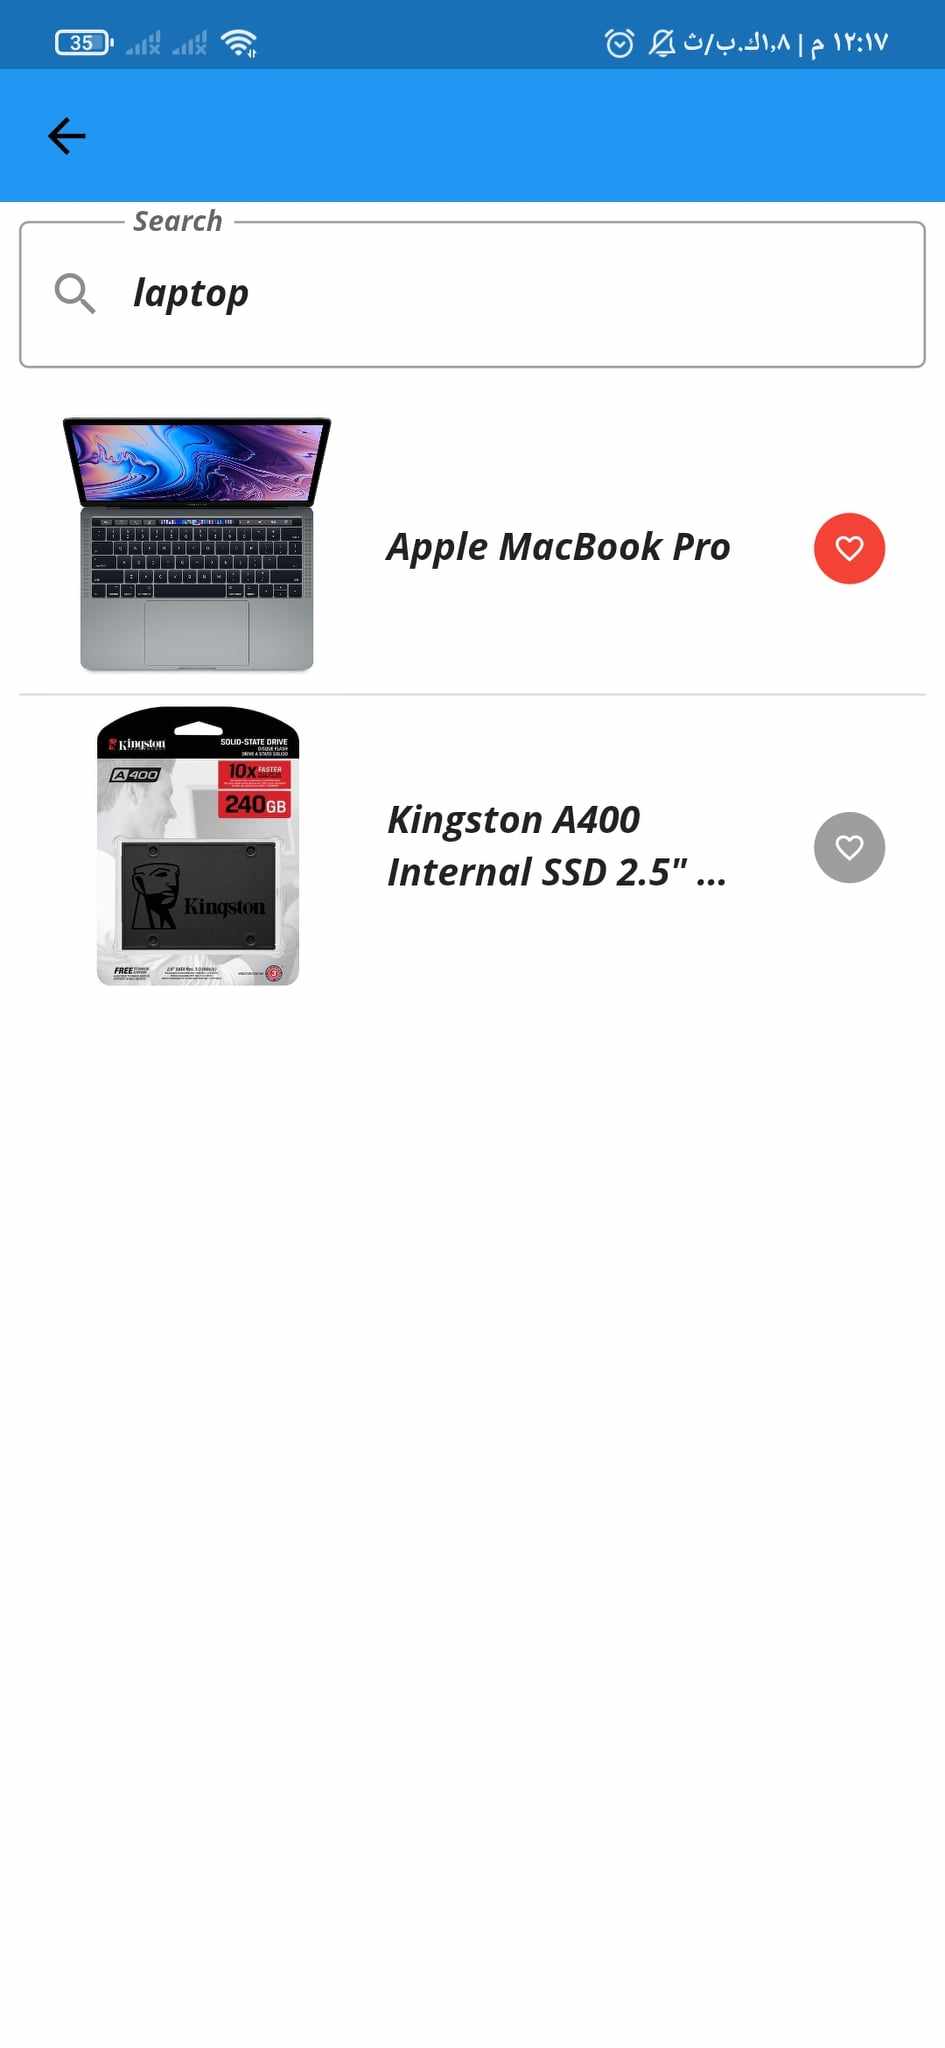 35
١٢:١٧ م | ١,٨ك.ب/ث
Search
laptop
Apple MacBook Pro
Kingston
SOLID-STATE DRIVE
A400
10x FASTER
240GB
Kingston
FREE
Kingston A400
Internal SSD 2.5" ...